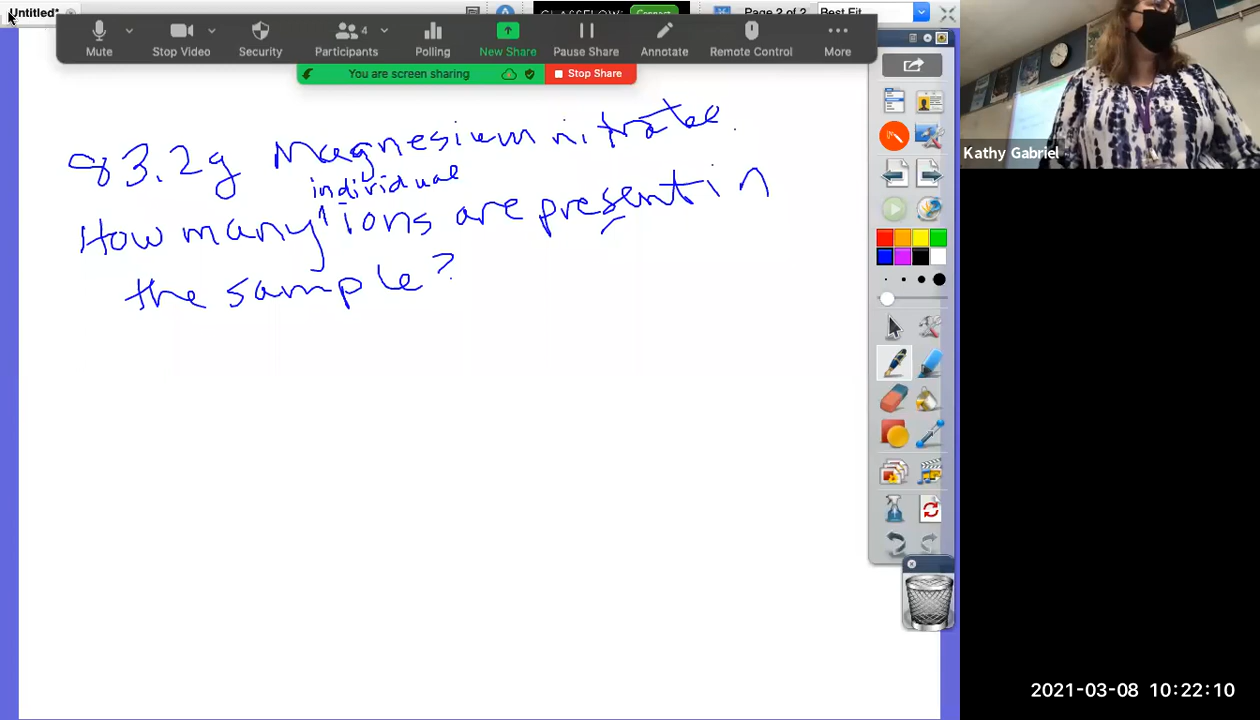 Untitled*
Page 2 of 2
Best Fit
Mute
Stop Video
Security
Participants
4
Polling
New Share
Pause Share
Annotate
Remote Control
More
You are screen sharing
Stop Share
83.2g Magnesium nitrate.
individual
How many ions are present in
the sample?
Kathy Gabriel
2021-03-08 10:22:10